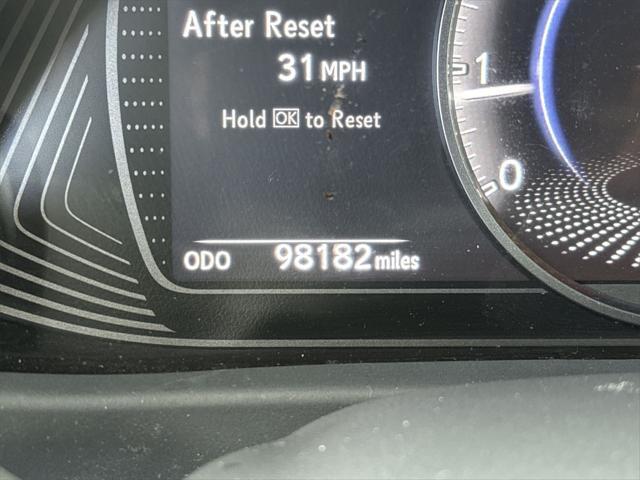 After Reset
31 MPH
Hold OK to Reset
1
0
ODO 98182 miles